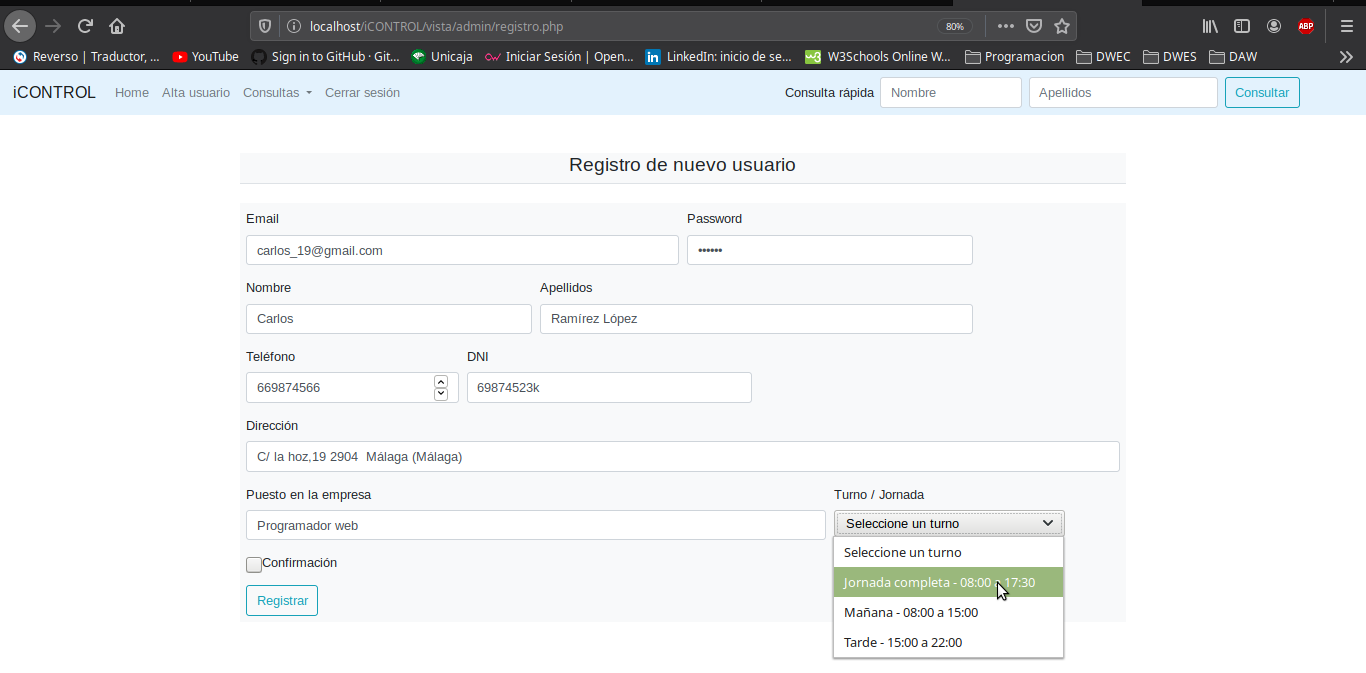 localhost/iCONTROL/vista/admin/registro.php 80% ABP
Reverso | Traductor, ... YouTube Sign in to GitHub · Git... Unicaja Iniciar Sesión | Open... LinkedIn: inicio de se... W3Schools Online W... Programacion DWEC DWES DAW
iCONTROL Home Alta usuario Consultas Cerrar sesión Consulta rápida Nombre Apellidos Consultar
Registro de nuevo usuario
Email Password
carlos_19@gmail.com ••••••
Nombre Apellidos
Carlos Ramírez López
Teléfono DNI
669874566 69874523k
Dirección
C/ la hoz,19 2904  Málaga (Málaga)
Puesto en la empresa Turno / Jornada
Programador web Seleccione un turno
Seleccione un turno
Confirmación
Jornada completa - 08:00 a 17:30
Registrar
Mañana - 08:00 a 15:00
Tarde - 15:00 a 22:00